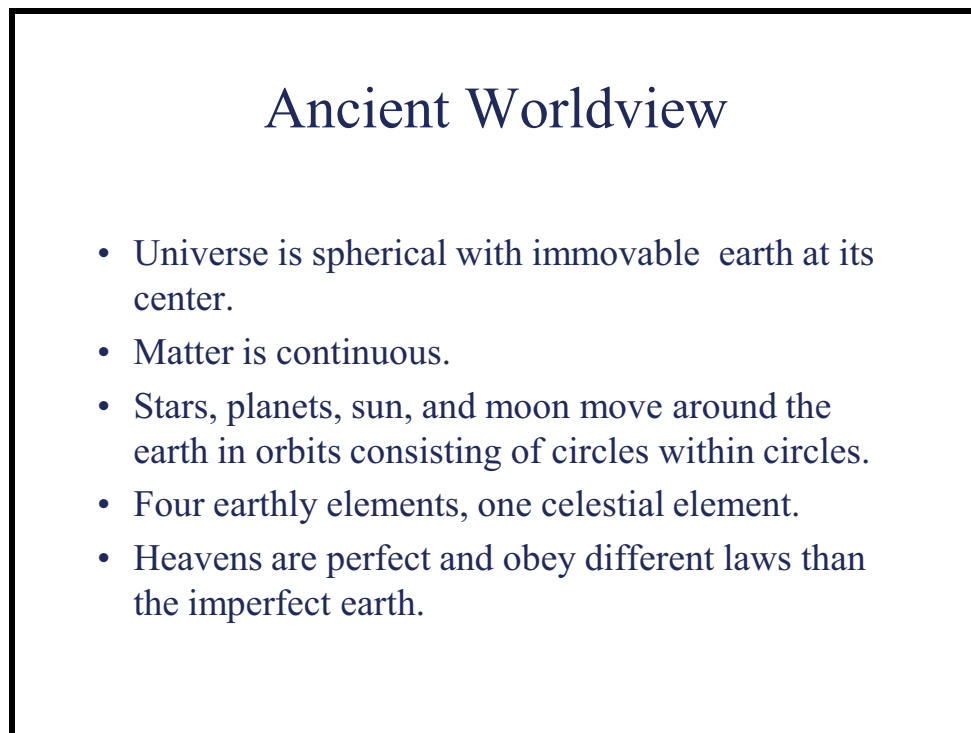 Ancient Worldview
• Universe is spherical with immovable  earth at its
center.
• Matter is continuous.
• Stars, planets, sun, and moon move around the
earth in orbits consisting of circles within circles.
• Four earthly elements, one celestial element.
• Heavens are perfect and obey different laws than
the imperfect earth.